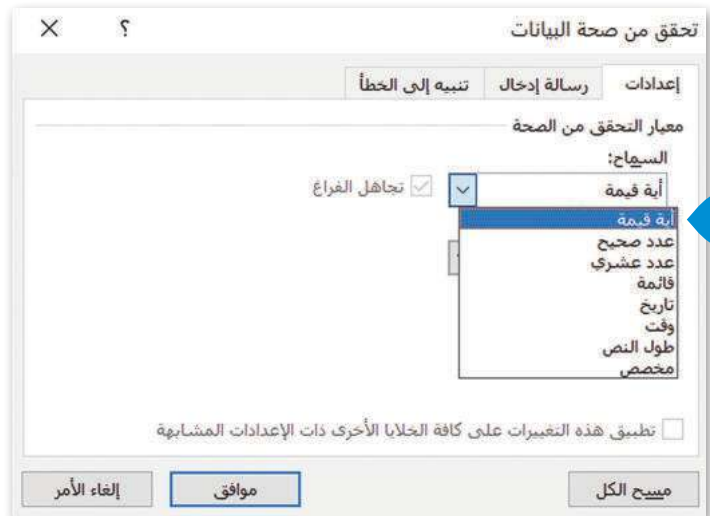 تحقق من صحة البيانات ؟ ×
إعدادات رسالة إدخال تنبيه إلى الخطأ
معيار التحقق من الصحة
السماح:
أية قيمة تجاهل الفراغ
أية قيمة
عدد صحيح
عدد عشري
قائمة
تاريخ
وقت
طول النص
مخصص
تطبيق هذه التغييرات على كافة الخلايا الأخرى ذات الإعدادات المشابهة
مسح الكل موافق إلغاء الأمر